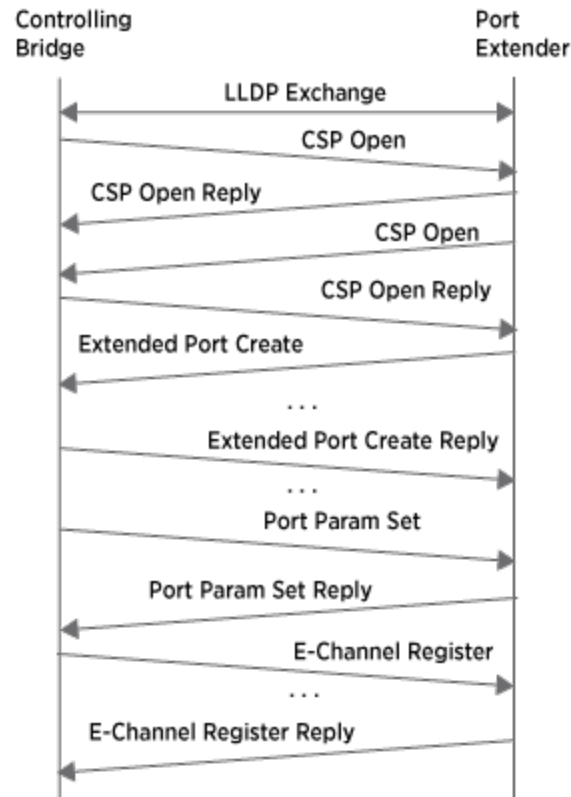 Controlling
Bridge
Port
Extender
LLDP Exchange
CSP Open
CSP Open Reply
CSP Open
CSP Open Reply
Extended Port Create
...
Extended Port Create Reply
...
Port Param Set
Port Param Set Reply
E-Channel Register
...
E-Channel Register Reply